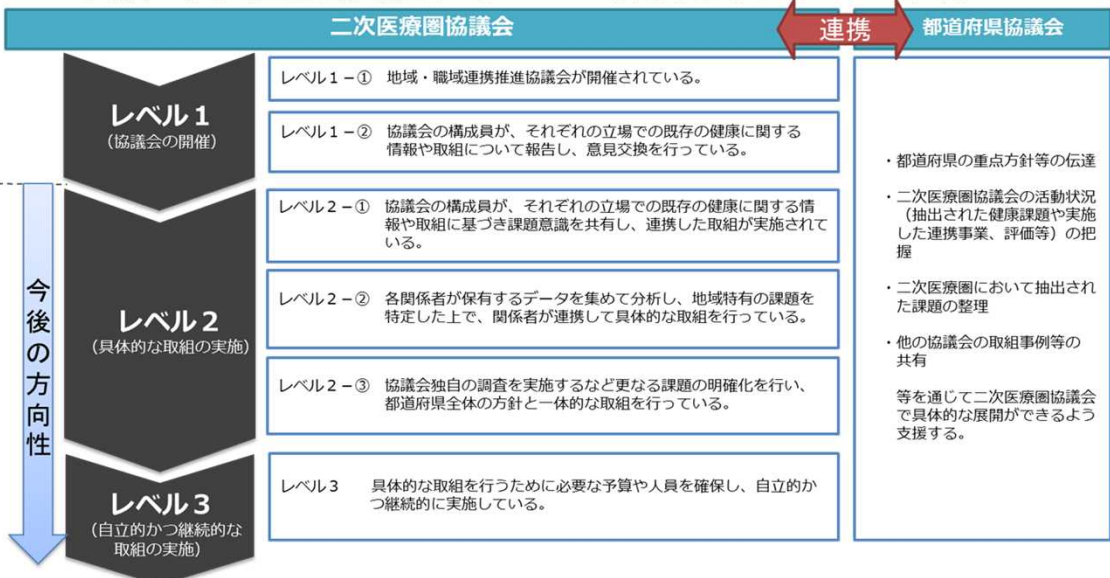 二次医療圏協議会
連携
都道府県協議会
レベル1
(協議会の開催)
レベル1－① 地域・職域連携推進協議会が開催されている。
レベル1－② 協議会の構成員が、それぞれの立場での既存の健康に関する
情報や取組について報告し、意見交換を行っている。
今後の方向性
レベル2
(具体的な取組の実施)
レベル2－① 協議会の構成員が、それぞれの立場での既存の健康に関する情
報や取組に基づき課題意識を共有し、連携した取組が実施されて
いる。
レベル2－② 各関係者が保有するデータを集めて分析し、地域特有の課題を
特定した上で、関係者が連携して具体的な取組を行っている。
レベル2－③ 協議会独自の調査を実施するなど更なる課題の明確化を行い、
都道府県全体の方針と一体的な取組を行っている。
レベル3
(自立的かつ継続的な
取組の実施)
レベル3 具体的な取組を行うために必要な予算や人員を確保し、自立的か
つ継続的に実施している。
・都道府県の重点方針等の伝達
・二次医療圏協議会の活動状況
(抽出された健康課題や実施
した連携事業、評価等)の把
握
・二次医療圏において抽出され
た課題の整理
・他の協議会の取組事例等の
共有
等を通じて二次医療圏協議会
で具体的な展開ができるよう
支援する。